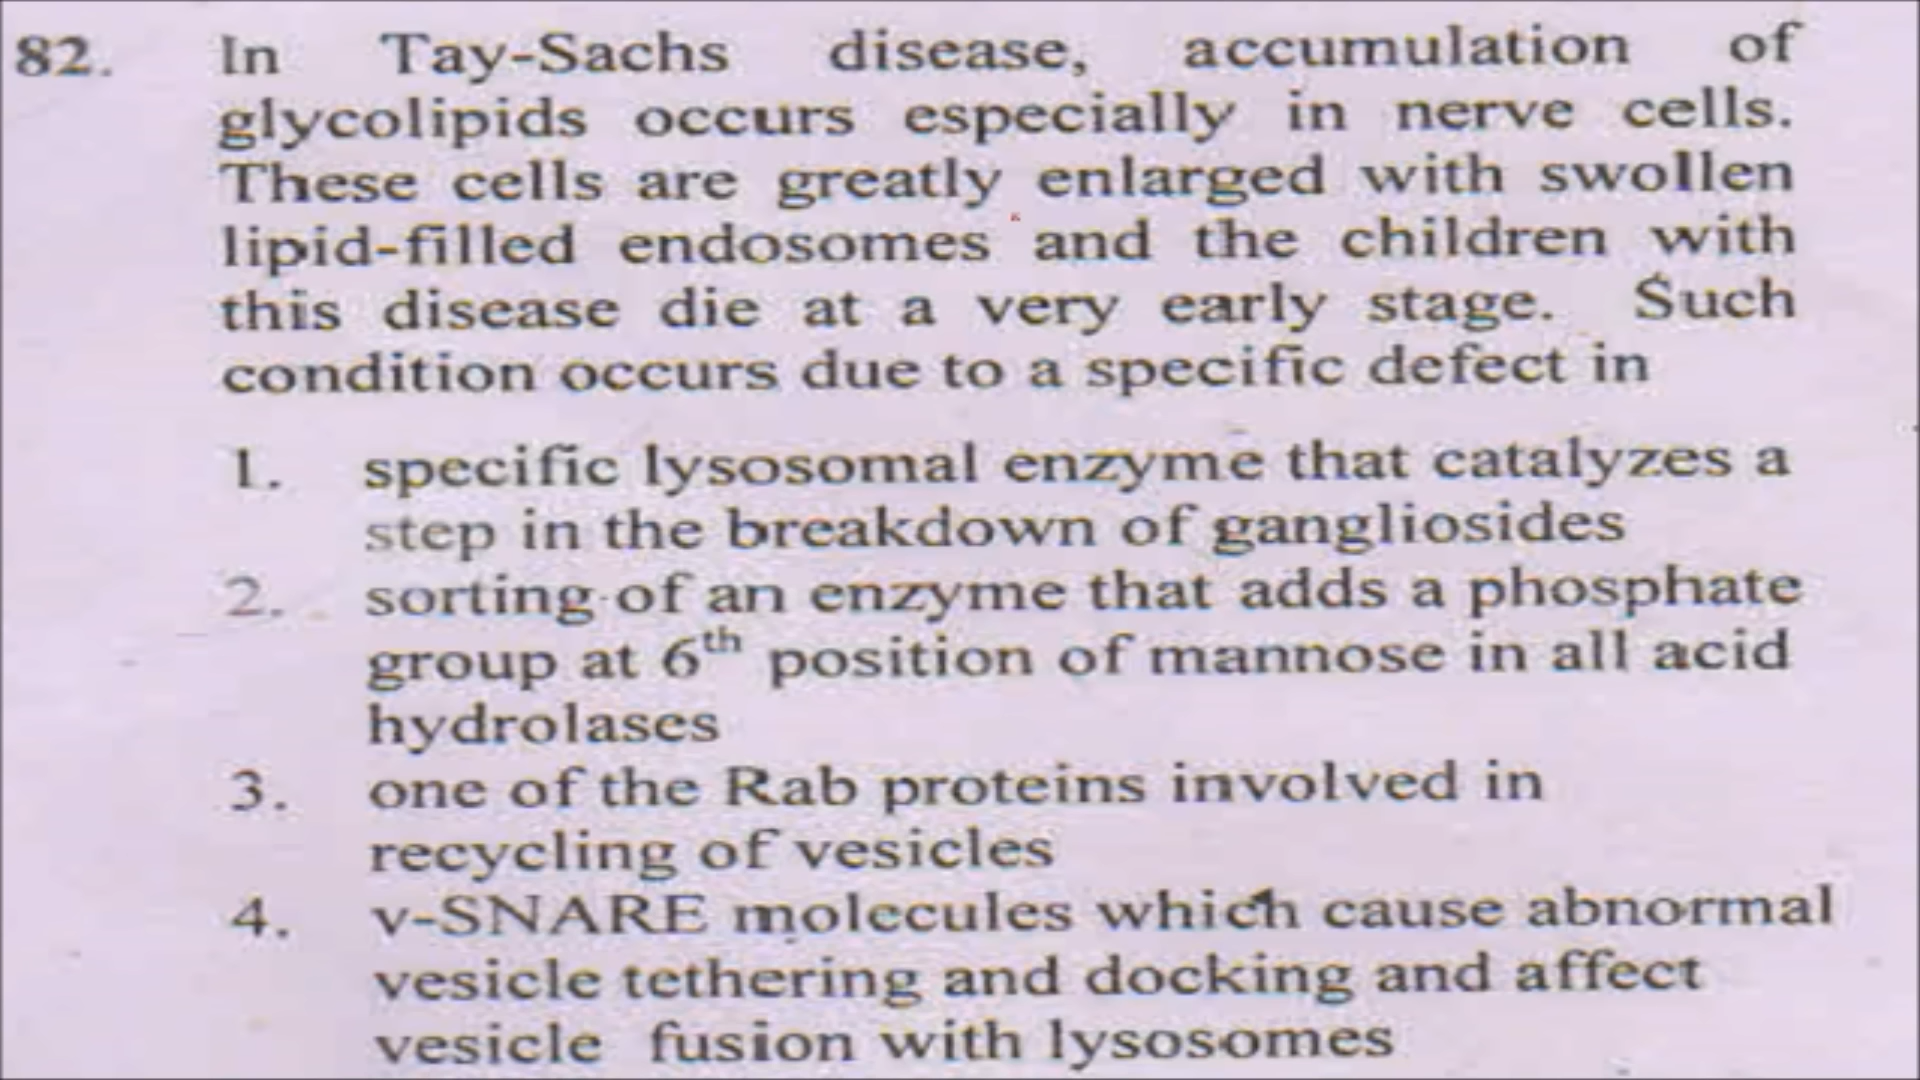 82. In Tay-Sachs disease, accumulation of
glycolipids occurs especially in nerve cells.
These cells are greatly enlarged with swollen
lipid-filled endosomes and the children with
this disease die at a very early stage. Such
condition occurs due to a specific defect in
1. specific lysosomal enzyme that catalyzes a
step in the breakdown of gangliosides
2. sorting of an enzyme that adds a phosphate
group at 6th position of mannose in all acid
hydrolases
3. one of the Rab proteins involved in
recycling of vesicles
4. v-SNARE molecules which cause abnormal
vesicle tethering and docking and affect
vesicle fusion with lysosomes